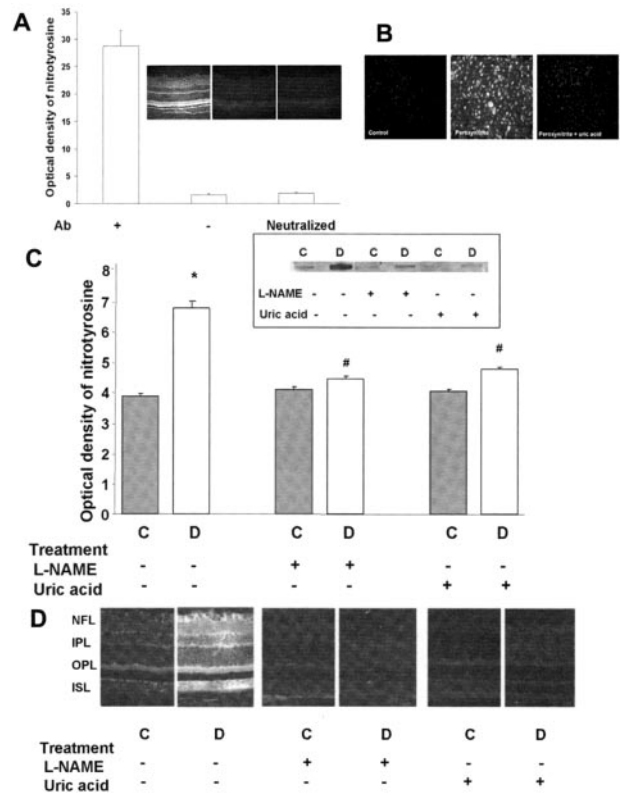 A
Optical density of nitrotyrosine
35
30
25
20
15
10
5
0
Ab + - Neutralized
B
Control Peroxynitrite Peroxynitrite + uric acid
C
Optical density of nitrotyrosine
8
7
6
5
4
3
2
1
0
*
#
#
C D C D C D
L-NAME - - + + - -
Uric acid - - - - + +
C D C D C D
Treatment
L-NAME - - + + - -
Uric acid - - - - + +
D
NFL
IPL
OPL
ISL
C D C D C D
Treatment
L-NAME - - + + - -
Uric acid - - - - + +